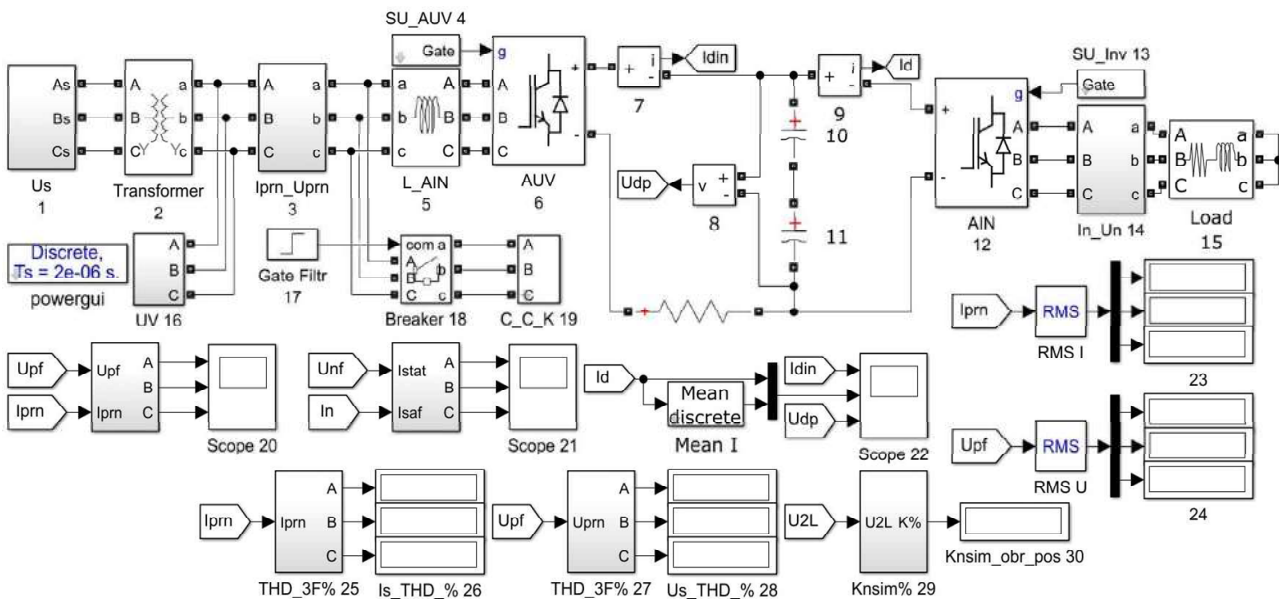 SU_AUV 4
Gate
As
Bs
Cs
Us
1
A
B
C
a
b
c
Y
Y
Transformer
2
A
B
C
a
b
c
Iprn_Uprn
3
a
b
c
A
B
C
L_AIN
5
g
A
B
C
+
-
AUV
6
+
i
-
7
Idin
+
i
-
9
Id
10
11
Udp
v
+
-
8
SU_Inv 13
Gate
g
+
-
A
B
C
AIN
12
A
B
C
a
b
c
In_Un 14
A
B
C
a
b
c
Load
15
Discrete,
Ts = 2e-06 s.
powergui
A
B
C
UV 16
Gate Filtr
17
com
A
B
C
a
b
c
Breaker 18
A
B
C
C_C_K 19
+
Iprn
RMS
RMS I
23
Upf
Iprn
Upf
Iprn
A
B
C
Scope 20
Unf
In
Istat
Isaf
A
B
C
Scope 21
Id
Mean
discrete
Mean I
Idin
Udp
Scope 22
Upf
RMS
RMS U
24
Iprn
Iprn
A
B
C
THD_3F% 25
Is_THD_% 26
Upf
Uprn
A
B
C
THD_3F% 27
Us_THD_% 28
U2L
U2L K%
Knsim% 29
Knsim_obr_pos 30